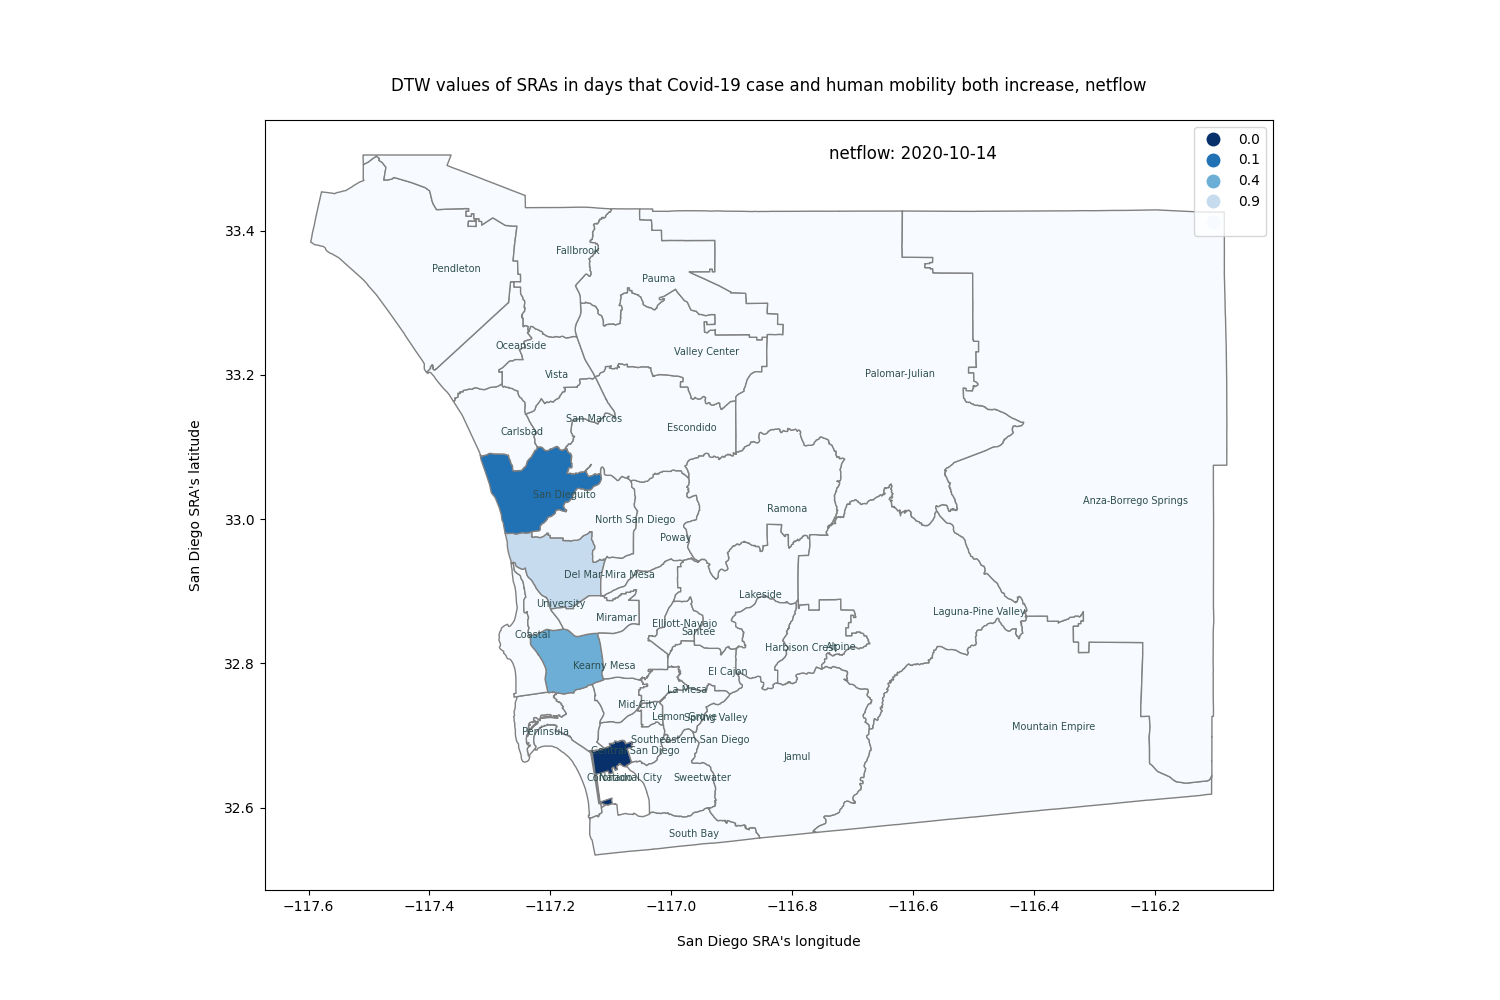 DTW values of SRAs in days that Covid-19 case and human mobility both increase, netflow
netflow: 2020-10-14
0.0
0.1
0.4
0.9
33.4
33.2
33.0
32.8
32.6
San Diego SRA's latitude
Fallbrook
Pendleton
Pauma
Oceanside
Valley Center
Vista
Palomar-Julian
San Marcos
Carlsbad
Escondido
San Dieguito
Anza-Borrego Springs
Ramona
North San Diego
Poway
Del Mar-Mira Mesa
Lakeside
University
Laguna-Pine Valley
Miramar
Elliott-Navajo
Santee
Coastal
Harbison Crest
Alpine
Kearny Mesa
El Cajon
La Mesa
Mid-City
Lemon Grove
Spring Valley
Mountain Empire
Peninsula
Southeastern San Diego
Central San Diego
Jamul
Coronado
National City
Sweetwater
South Bay
−117.6
−117.4
−117.2
−117.0
−116.8
−116.6
−116.4
−116.2
San Diego SRA's longitude